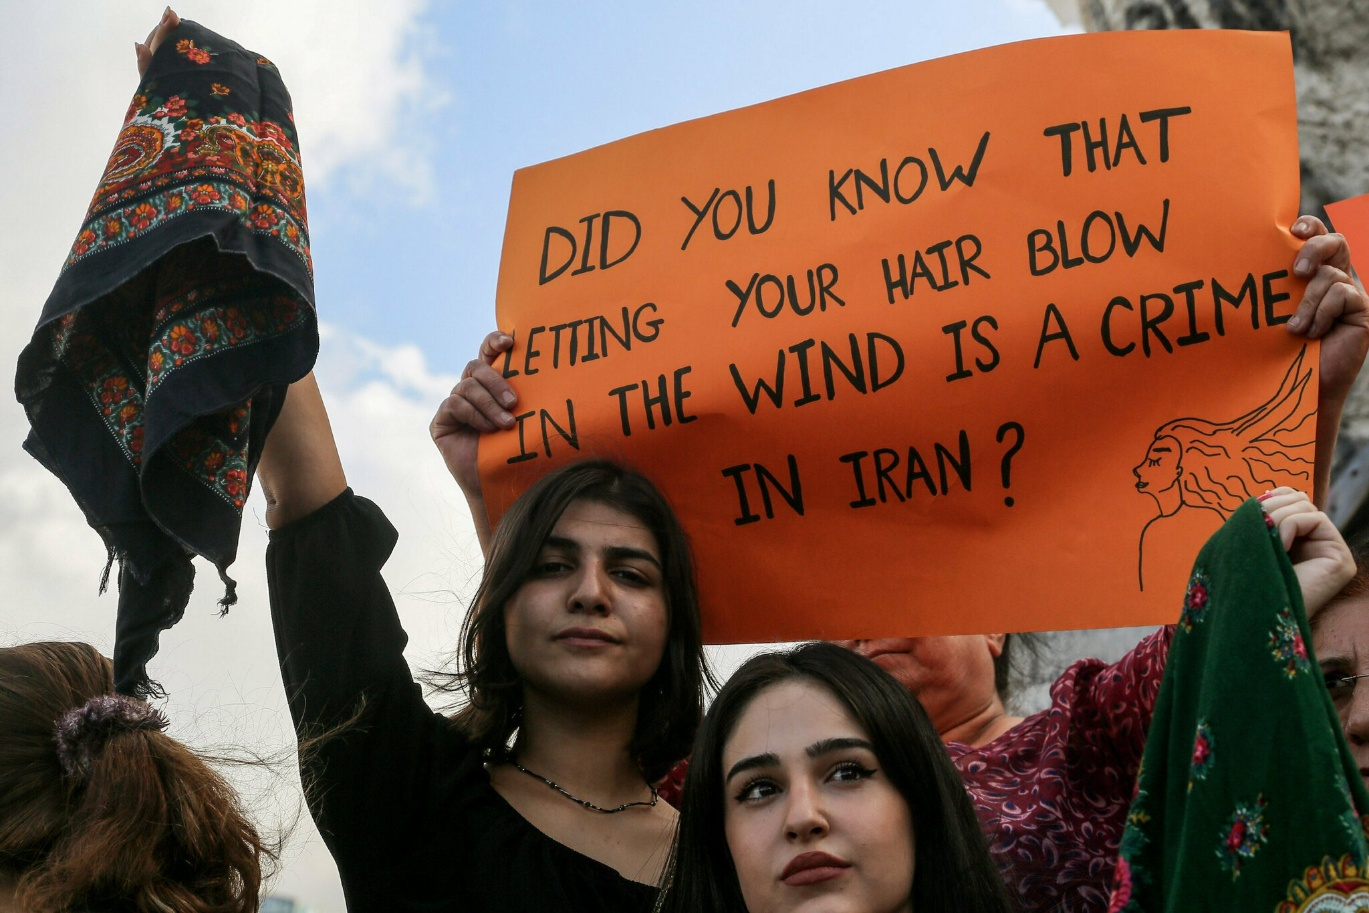 DID YOU KNOW THAT
LETTING YOUR HAIR BLOW
IN THE WIND IS A CRIME
IN IRAN?